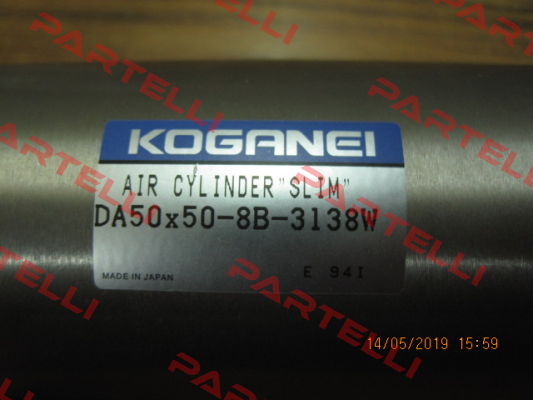 PARTELLI
PARTELLI
PARTELLI
KOGANEI
AIR CYLINDER "SLIM"
DA50x50-8B-3138W
MADE IN JAPAN
E 94I
PARTELLI
PARTELLI
PARTELLI
14/05/2019 15:59
PARTELLI